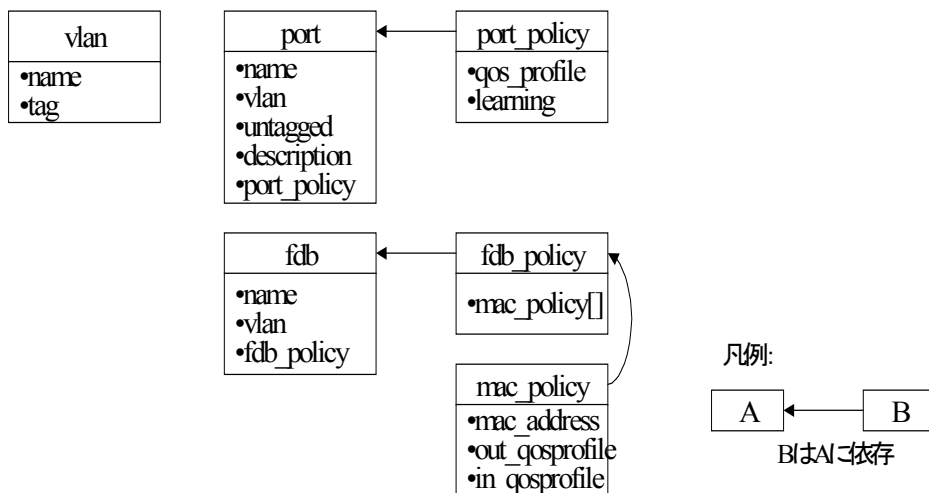 vlan
•name
•tag
port
•name
•vlan
•untagged
•description
•port_policy
port_policy
•qos_profile
•learning
fdb
•name
•vlan
•fdb_policy
fdb_policy
•mac_policy[]
mac_policy
•mac_address
•out_qosprofile
•in_qosprofile
凡例:
A
B
BはAに依存